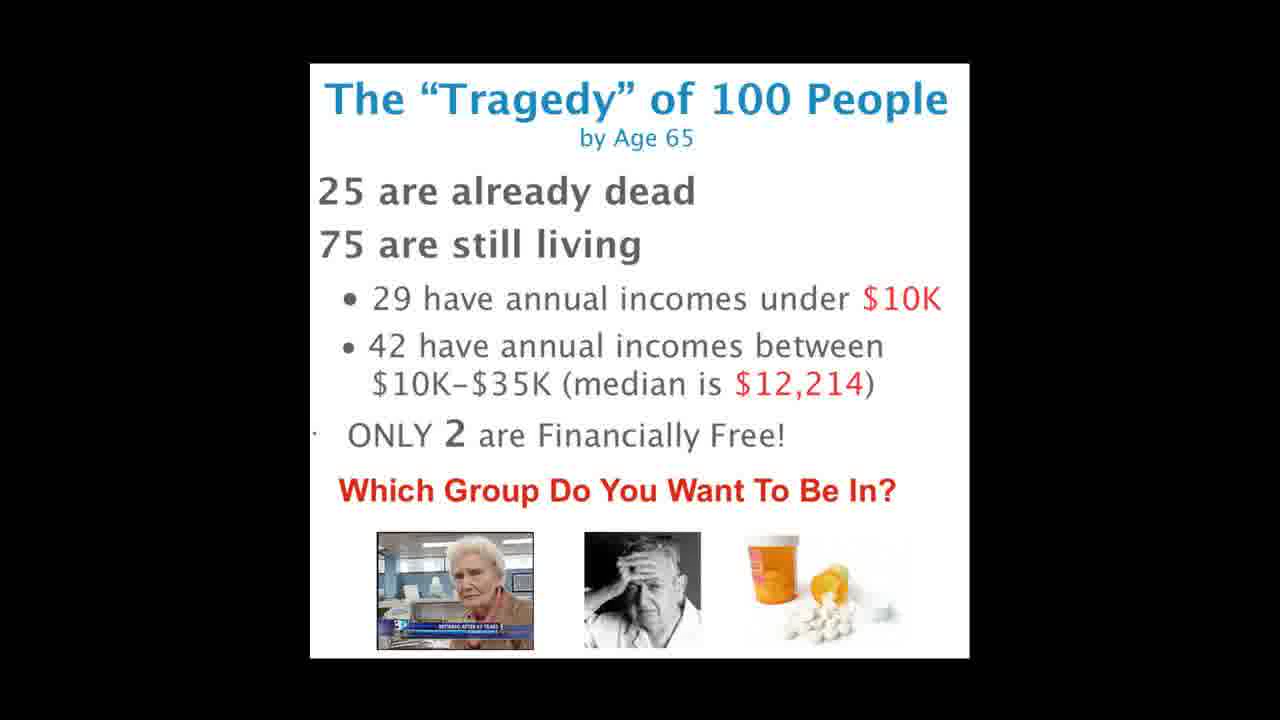 The “Tragedy” of 100 People
by Age 65
25 are already dead
75 are still living
• 29 have annual incomes under $10K
• 42 have annual incomes between
$10K-$35K (median is $12,214)
ONLY 2 are Financially Free!
Which Group Do You Want To Be In?